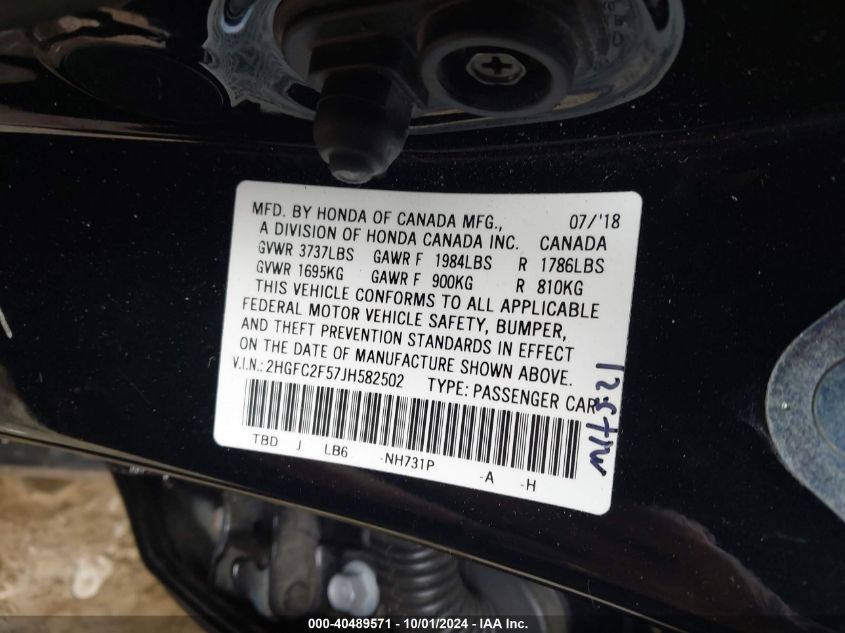 MFD. BY HONDA OF CANADA MFG., 07/'18
A DIVISION OF HONDA CANADA INC. CANADA
GVWR 3737LBS GAWR F 1984LBS R 1786LBS
GVWR 1695KG GAWR F 900KG R 810KG
THIS VEHICLE CONFORMS TO ALL APPLICABLE
FEDERAL MOTOR VEHICLE SAFETY, BUMPER,
AND THEFT PREVENTION STANDARDS IN EFFECT
ON THE DATE OF MANUFACTURE SHOWN ABOVE.
V.I.N.: 2HGFC2F57JH582502 TYPE: PASSENGER CAR
TBD J LB6 -NH731P -A -H
000-40489571 - 10/01/2024 - IAA Inc.